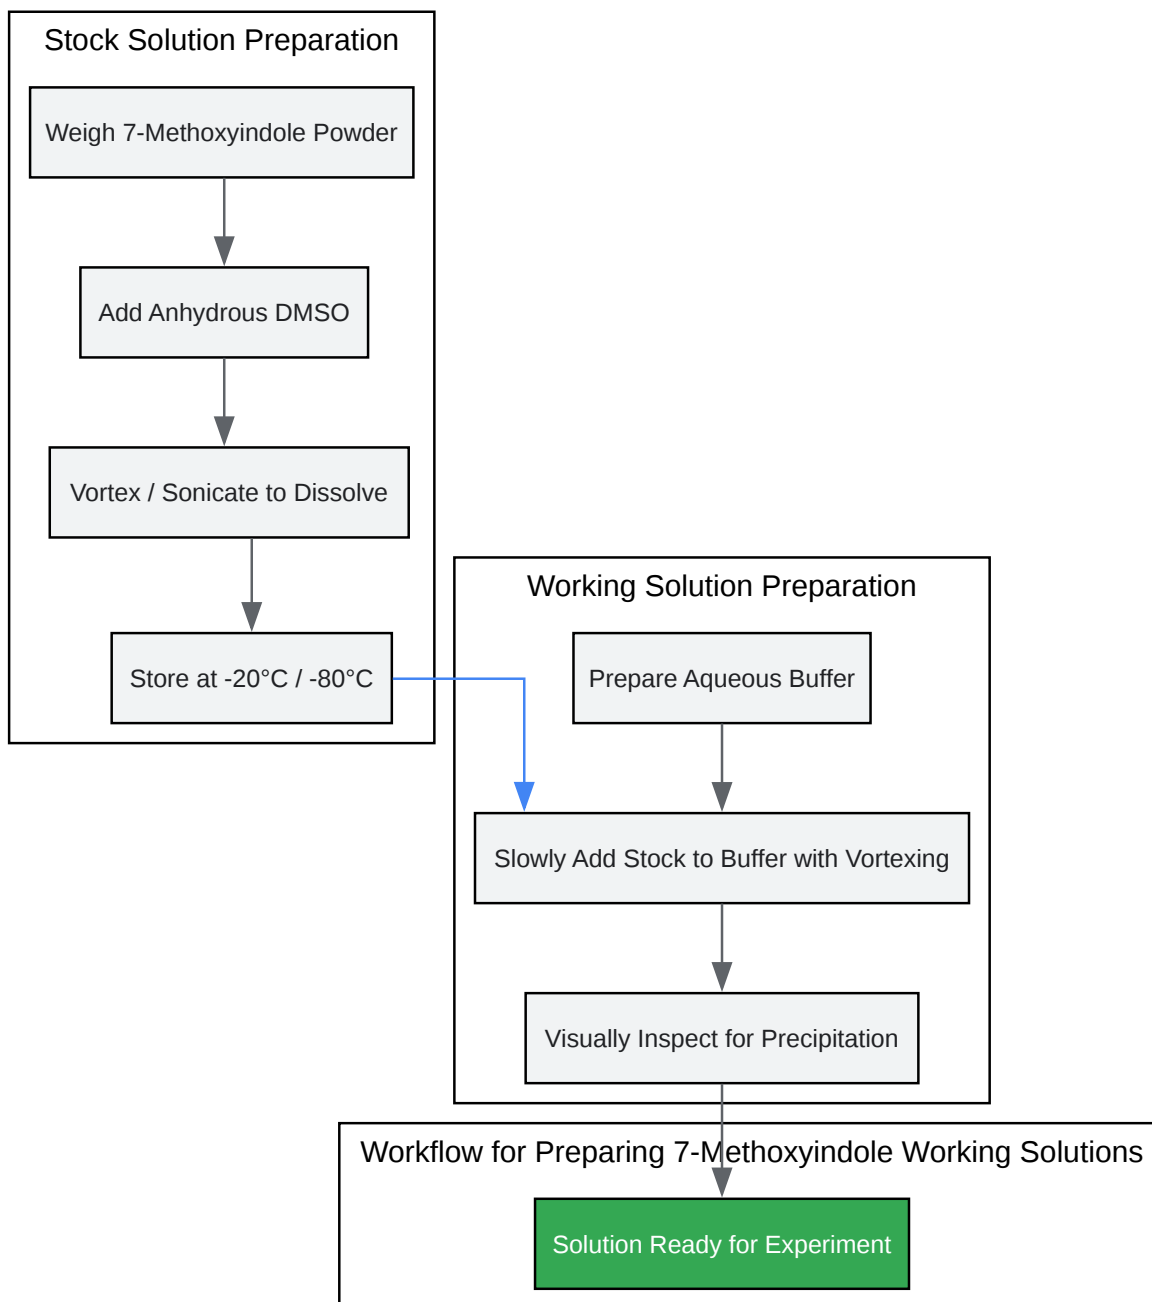 Stock Solution Preparation
Weigh 7-Methoxyindole Powder
Add Anhydrous DMSO
Vortex / Sonicate to Dissolve
Store at -20°C / -80°C
Working Solution Preparation
Prepare Aqueous Buffer
Slowly Add Stock to Buffer with Vortexing
Visually Inspect for Precipitation
Workflow for Preparing 7-Methoxyindole Working Solutions
Solution Ready for Experiment